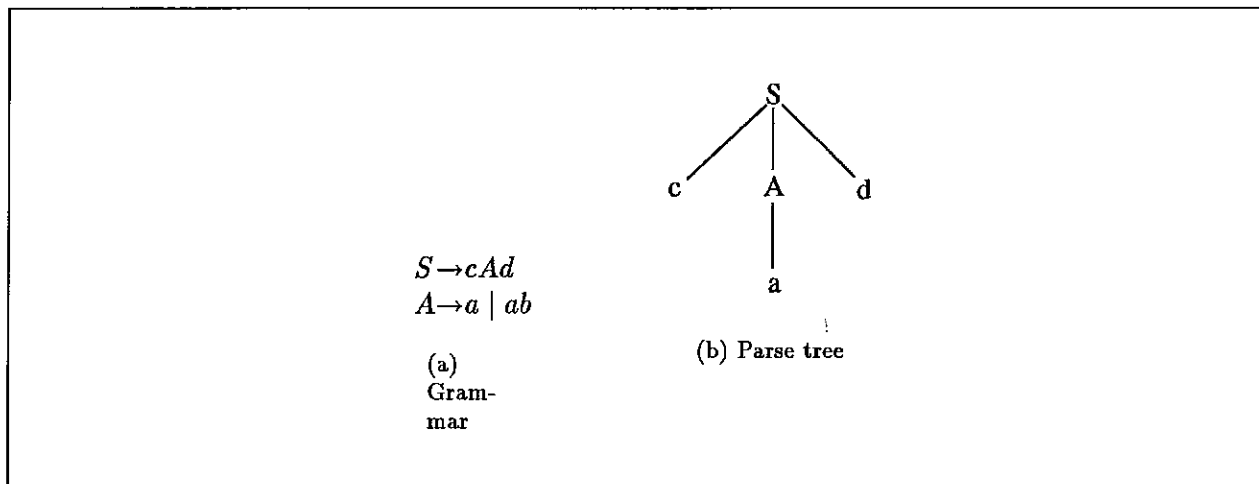 S
c A d
a
S→cAd
A→a | ab
(a)
Gram-
mar
(b) Parse tree